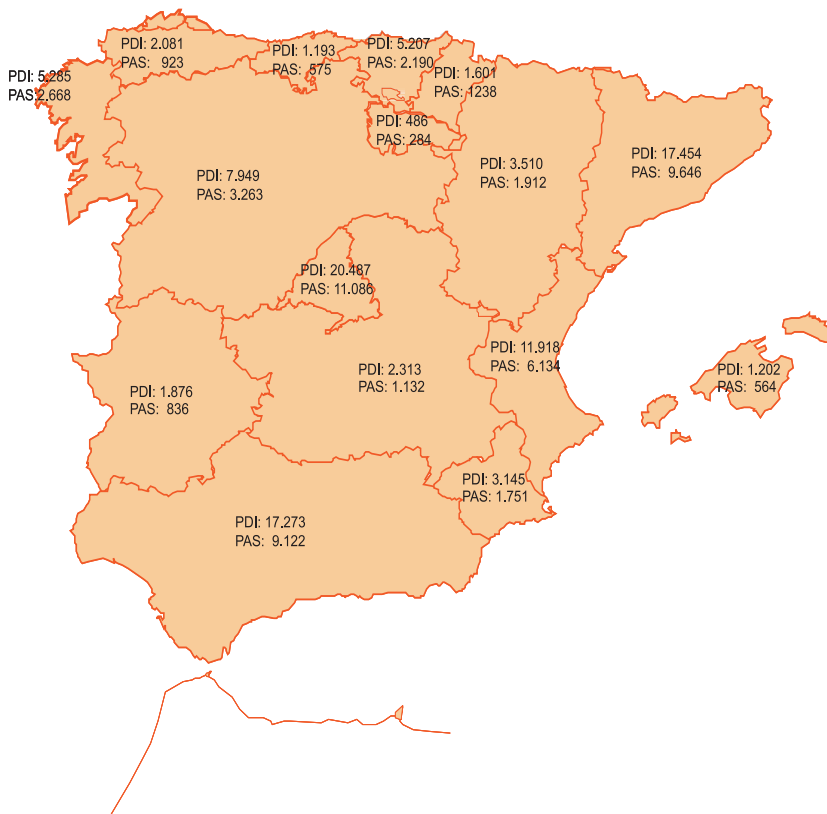 PDI: 2.081
PAS: 923
PDI: 1.193
PAS: 575
PDI: 5.207
PAS: 2.190
PDI: 5.285
PAS: 2.668
PDI: 1.601
PAS: 1238
PDI: 486
PAS: 284
PDI: 7.949
PAS: 3.263
PDI: 3.510
PAS: 1.912
PDI: 17.454
PAS: 9.646
PDI: 20.487
PAS: 11.086
PDI: 11.918
PAS: 6.134
PDI: 2.313
PAS: 1.132
PDI: 1.202
PAS: 564
PDI: 1.876
PAS: 836
PDI: 3.145
PAS: 1.751
PDI: 17.273
PAS: 9.122